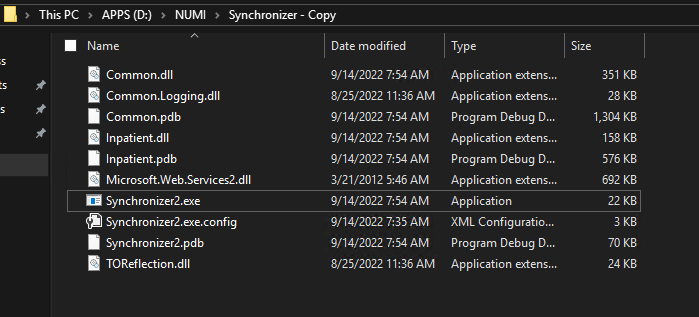 This PC > APPS (D:) > NUMI > Synchronizer - Copy
Name Date modified Type Size
ss
Common.dll 9/14/2022 7:54 AM Application extens... 351 KB
ts
Common.Logging.dll 8/25/2022 11:36 AM Application extens... 28 KB
s
Common.pdb 9/14/2022 7:54 AM Program Debug D... 1,304 KB
Inpatient.dll 9/14/2022 7:54 AM Application extens... 158 KB
Inpatient.pdb 9/14/2022 7:54 AM Program Debug D... 576 KB
Microsoft.Web.Services2.dll 3/21/2012 5:46 AM Application extens... 692 KB
Synchronizer2.exe 9/14/2022 7:54 AM Application 22 KB
Synchronizer2.exe.config 9/14/2022 7:35 AM XML Configuratio... 3 KB
Synchronizer2.pdb 9/14/2022 7:54 AM Program Debug D... 70 KB
TOReflection.dll 8/25/2022 11:36 AM Application extens... 24 KB